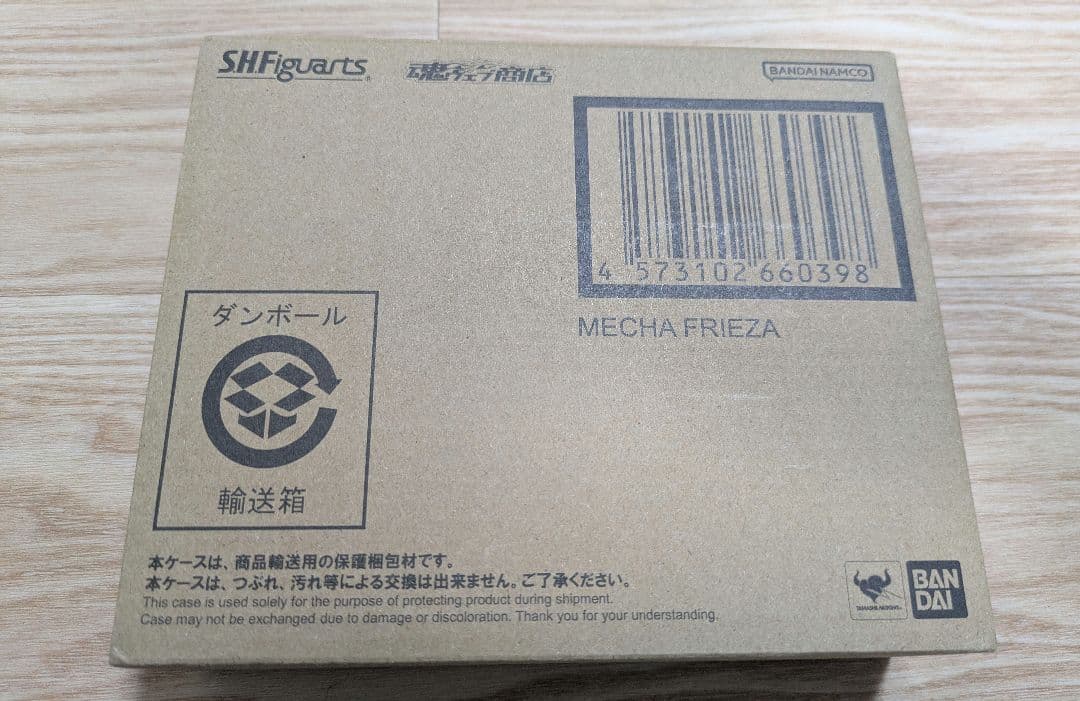 S.H.Figuarts
魂ウェブ商店
BANDAI NAMCO
4 573102 660398
MECHA FRIEZA
ダンボール
輸送箱
本ケースは、商品輸送用の保護梱包材です。
本ケースは、つぶれ、汚れ等による交換は出来ません。ご了承ください。
This case is used solely for the purpose of protecting product during shipment.
Case may not be exchanged due to damage or discoloration. Thank you for your understanding.
TAMASHII NATIONS
BAN
DAI